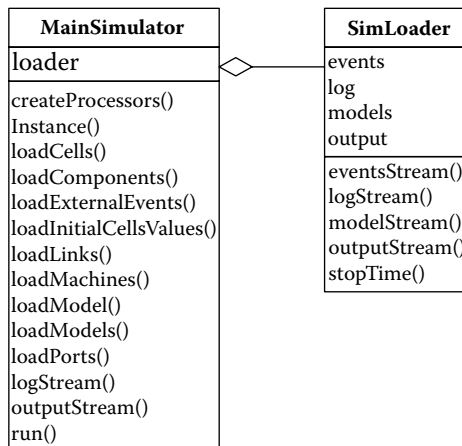 MainSimulator
loader
createProcessors()
Instance()
loadCells()
loadComponents()
loadExternalEvents()
loadInitialCellsValues()
loadLinks()
loadMachines()
loadModel()
loadModels()
loadPorts()
logStream()
outputStream()
run()
SimLoader
events
log
models
output
eventsStream()
logStream()
modelStream()
outputStream()
stopTime()